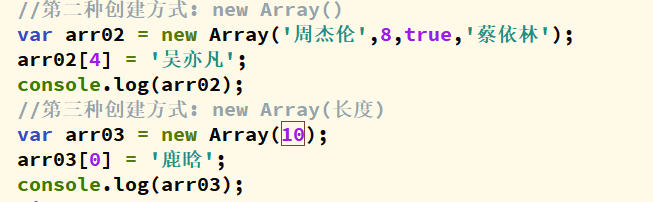 //第二种创建方式：new Array()
var arr02 = new Array('周杰伦',8,true,'蔡依林');
arr02[4] = '吴亦凡';
console.log(arr02);
//第三种创建方式：new Array(长度)
var arr03 = new Array(10);
arr03[0] = '鹿晗';
console.log(arr03);